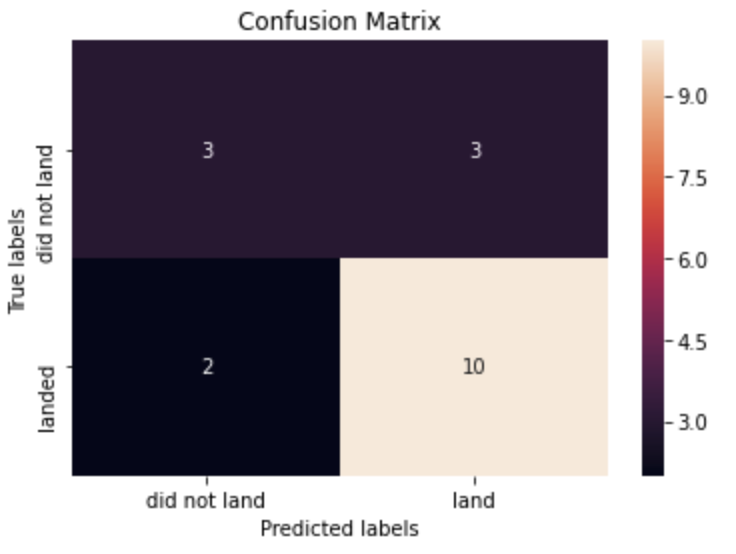 Confusion Matrix
True labels
did not land
landed
3 3
2 10
did not land land
Predicted labels
9.0
7.5
6.0
4.5
3.0